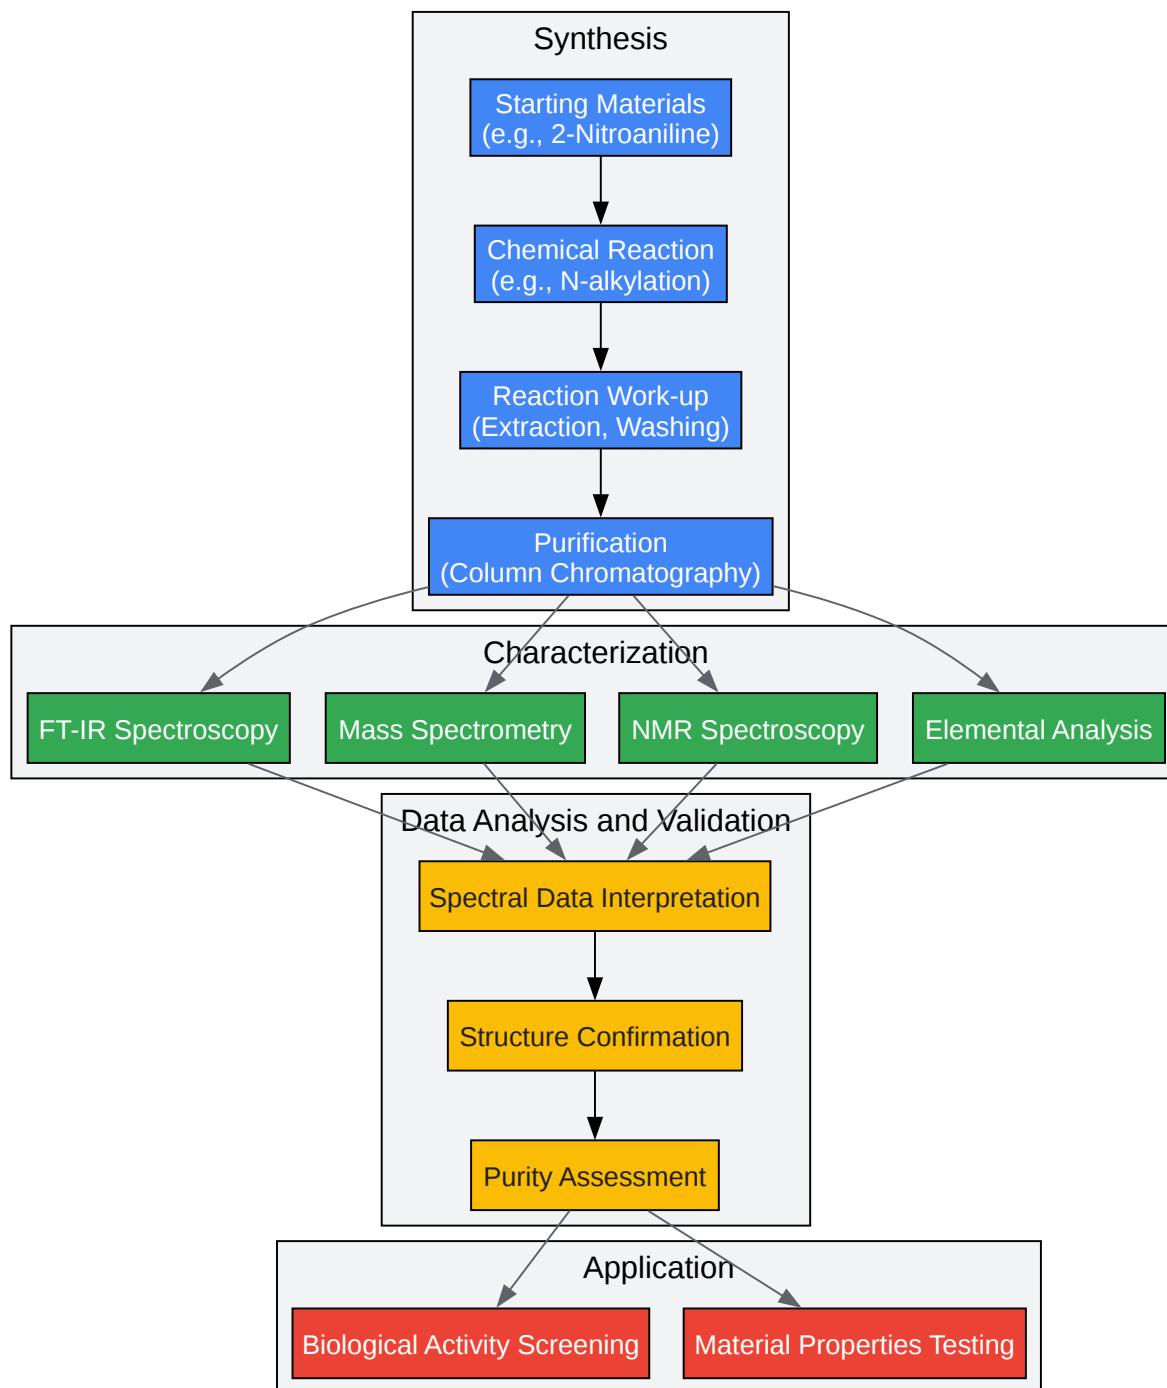 Synthesis
Starting Materials
(e.g., 2-Nitroaniline)
Chemical Reaction
(e.g., N-alkylation)
Reaction Work-up
(Extraction, Washing)
Purification
(Column Chromatography)
Characterization
FT-IR Spectroscopy
Mass Spectrometry
NMR Spectroscopy
Elemental Analysis
Data Analysis and Validation
Spectral Data Interpretation
Structure Confirmation
Purity Assessment
Application
Biological Activity Screening
Material Properties Testing